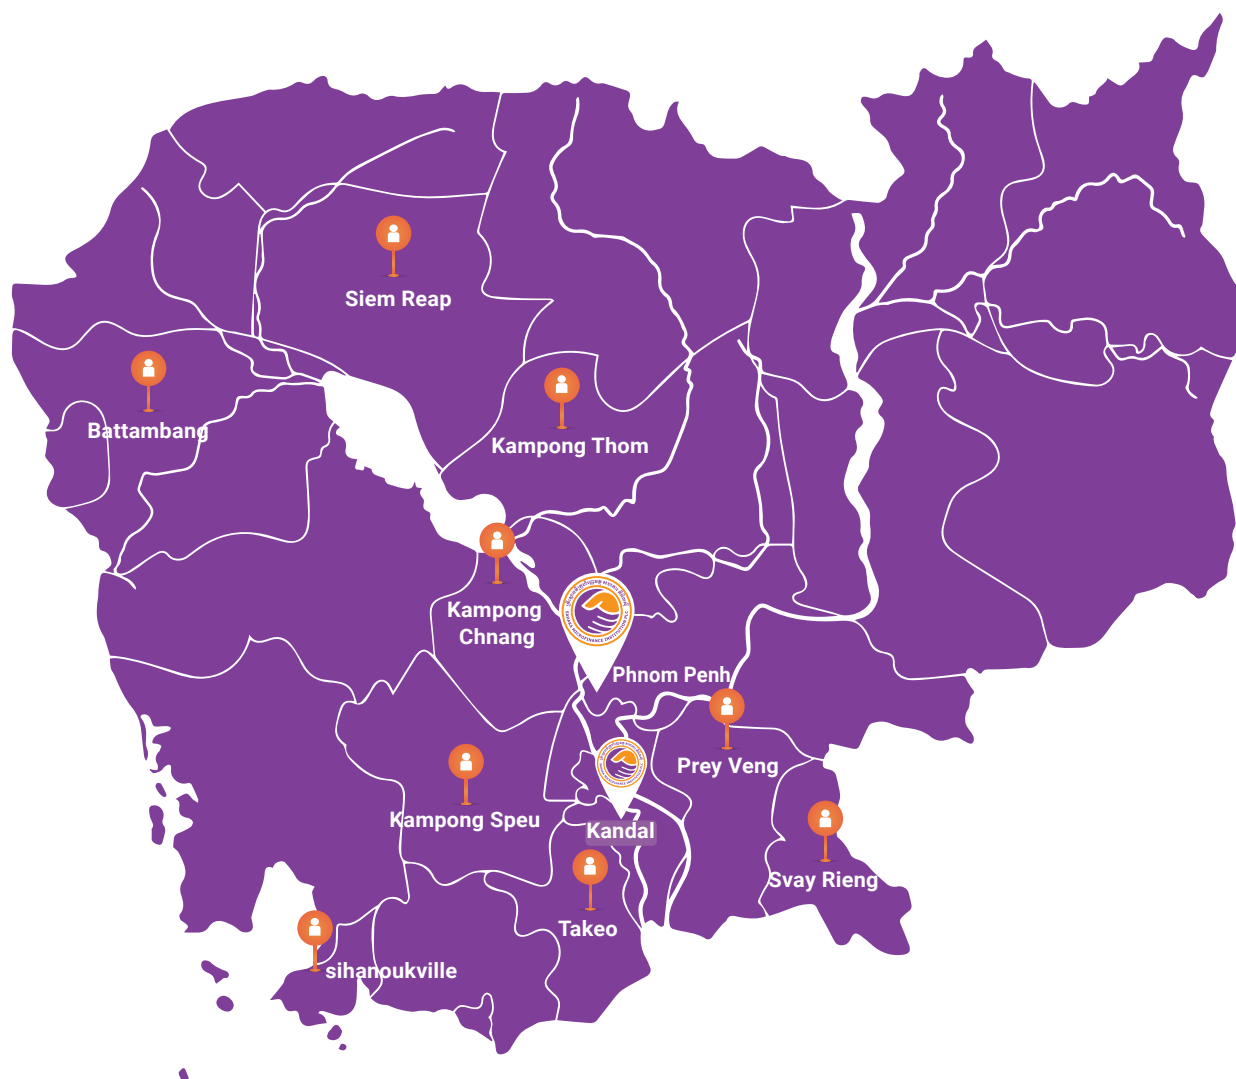 Siem Reap
Battambang
Kampong Thom
Kampong
Chnang
Phnom Penh
Prey Veng
Kampong Speu
Kandal
Svay Rieng
Takeo
sihanoukville